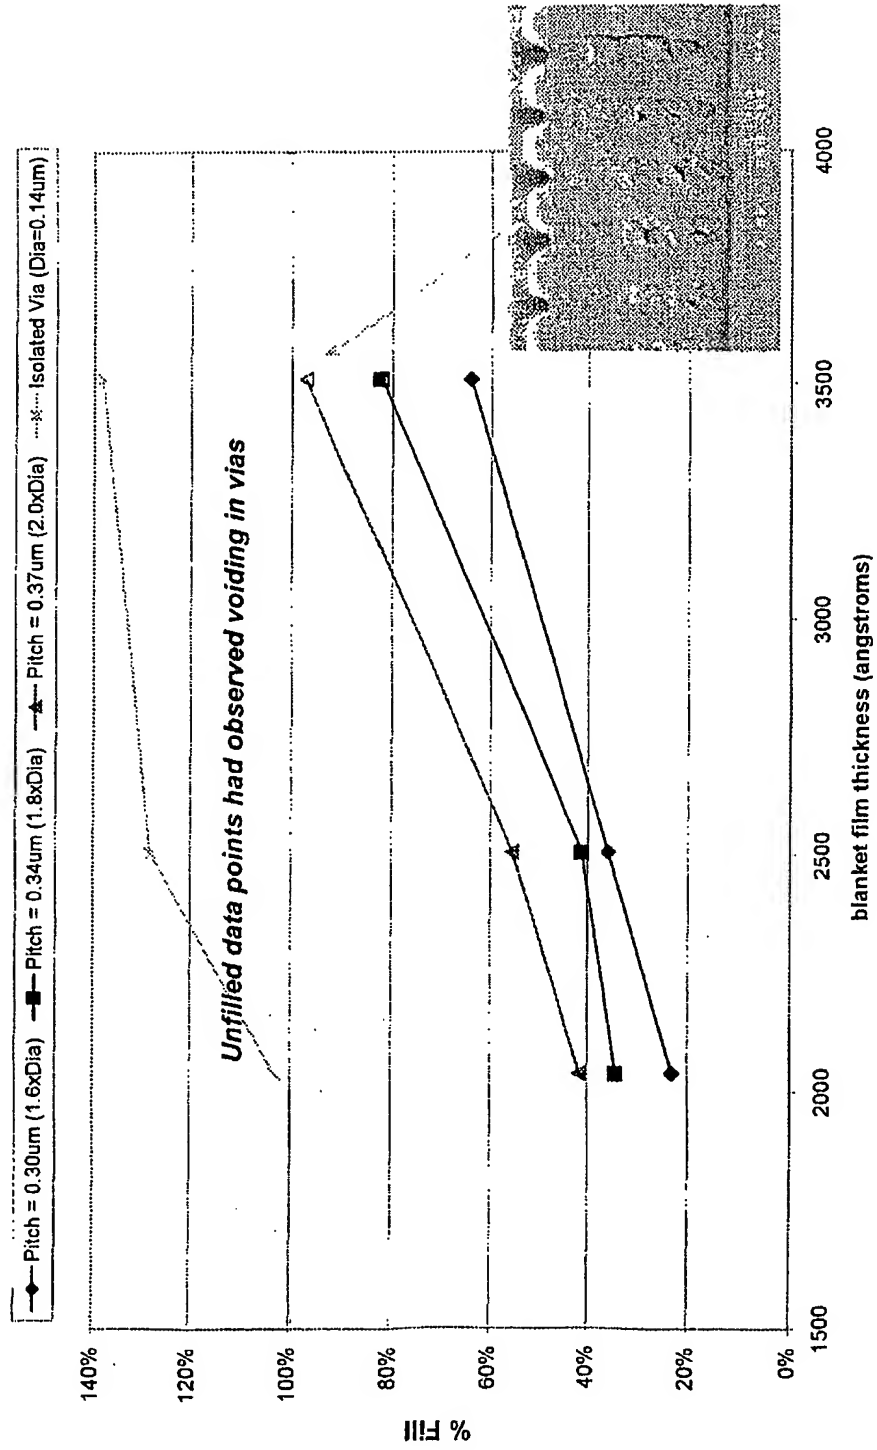 Pitch = 0.30um (1.6xDia) Pitch = 0.34um (1.8xDia) Pitch = 0.37um (2.0xDia) Isolated Via (Dia=0.14um)
140%
120%
100%
80%
60%
40%
20%
0%
% Fill
Unfilled data points had observed voiding in vias
1500 2000 2500 3000 3500 4000
blanket film thickness (angstroms)